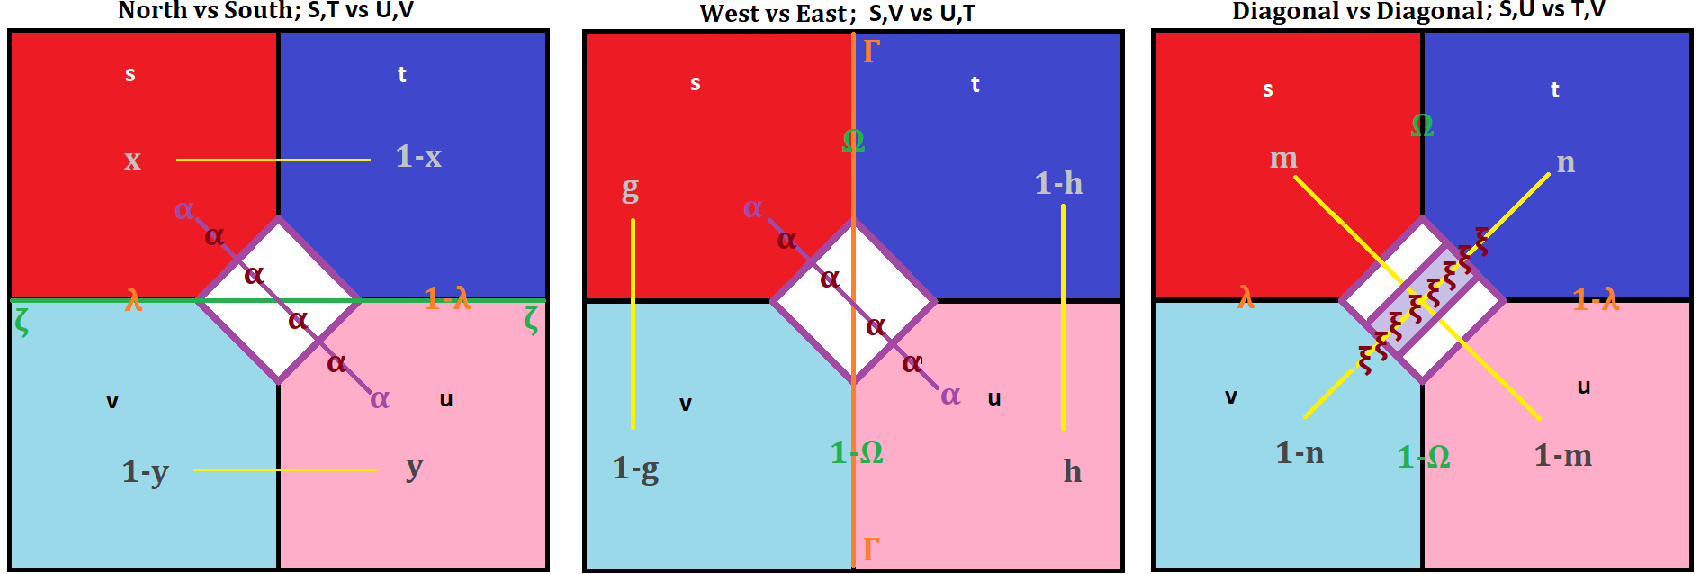 North vs South; S,T vs U,V
s
t
x
1-x
α
α
α
λ
1-λ
ζ
ζ
α
α
α
v
u
1-y
y
West vs East; S,V vs U,T
Γ
s
t
Ω
g
1-h
α
α
α
α
α
α
v
u
1-Ω
1-g
h
Γ
Diagonal vs Diagonal; S,U vs T,V
s
t
Ω
m
n
ξ
ξ
ξ
ξ
λ
1-λ
ξ
ξ
ξ
ξ
v
u
1-n
1-Ω
1-m